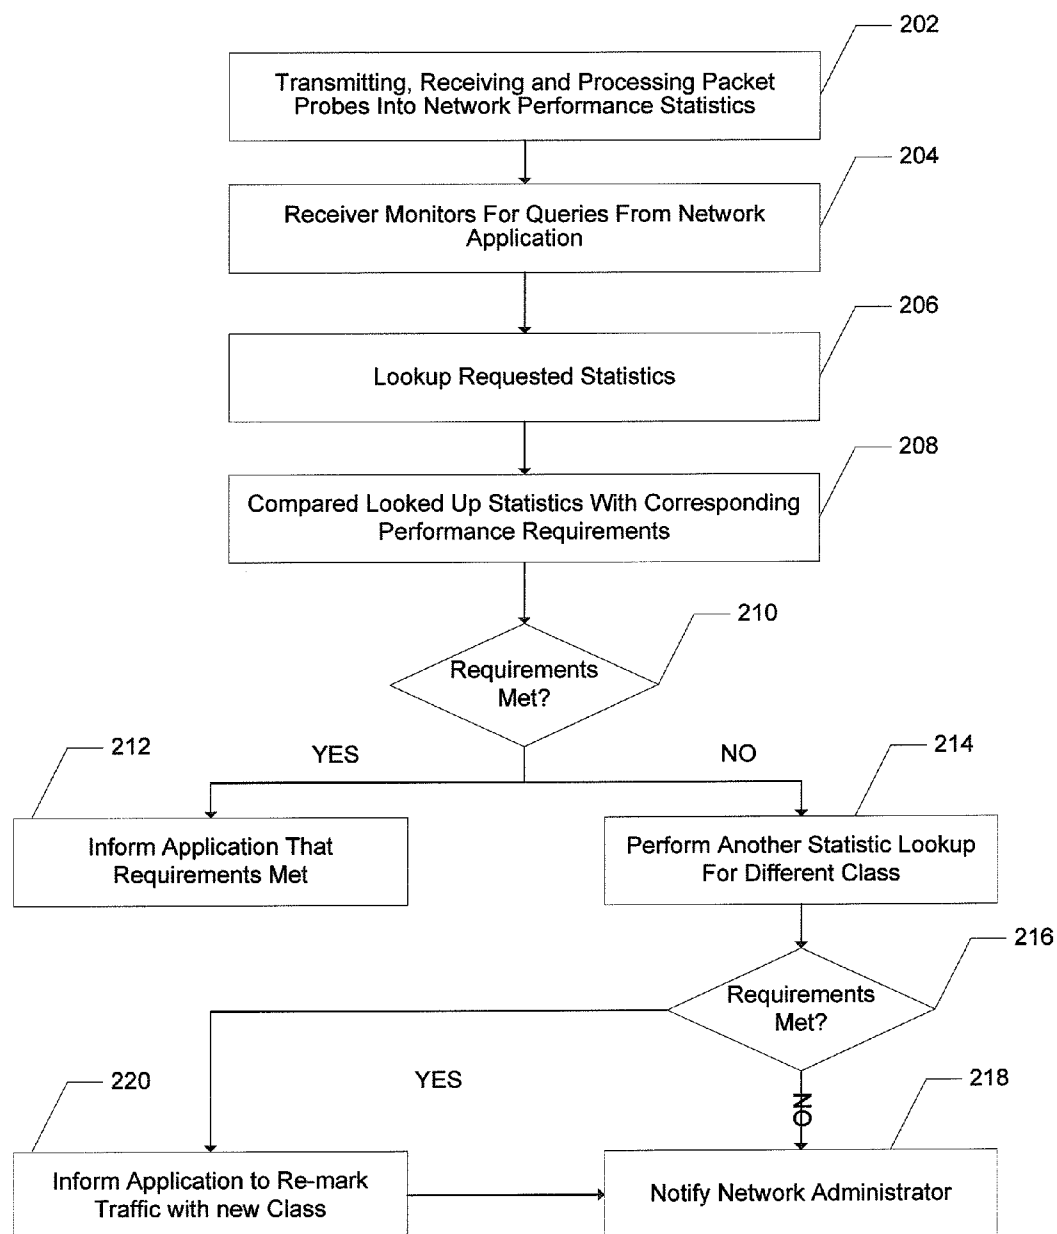 202
Transmitting, Receiving and Processing Packet
Probes Into Network Performance Statistics
204
Receiver Monitors For Queries From Network
Application
206
Lookup Requested Statistics
208
Compared Looked Up Statistics With Corresponding
Performance Requirements
210
Requirements
Met?
212
YES
NO
214
Inform Application That
Requirements Met
Perform Another Statistic Lookup
For Different Class
216
Requirements
Met?
220
YES
NO
218
Inform Application to Re-mark
Traffic with new Class
Notify Network Administrator